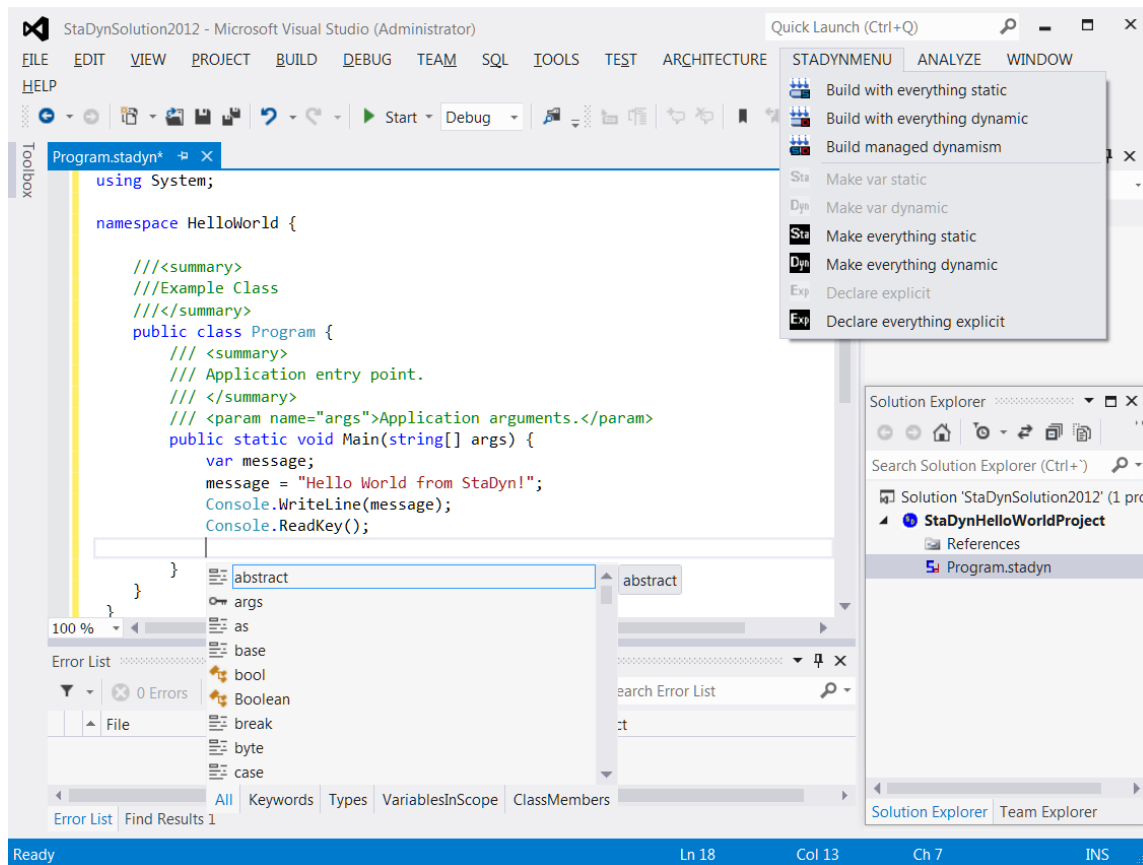 StaDynSolution2012 - Microsoft Visual Studio (Administrator)
Quick Launch (Ctrl+Q)
FILE EDIT VIEW PROJECT BUILD DEBUG TEAM SQL TOOLS TEST ARCHITECTURE STADYNMENU ANALYZE WINDOW
HELP
Start Debug
Build with everything static
Build with everything dynamic
Build managed dynamism
Sta Make var static
Dyn Make var dynamic
Sta Make everything static
Dyn Make everything dynamic
Exp Declare explicit
Exp Declare everything explicit
Toolbox
Program.stadyn*
using System;
namespace HelloWorld {
///<summary>
///Example Class
///</summary>
public class Program {
/// <summary>
/// Application entry point.
/// </summary>
/// <param name="args">Application arguments.</param>
public static void Main(string[] args) {
var message;
message = "Hello World from StaDyn!";
Console.WriteLine(message);
Console.ReadKey();
}
}
}
abstract
args
as
base
bool
Boolean
break
byte
case
abstract
All Keywords Types VariablesInScope ClassMembers
100 %
Error List
0 Errors
earch Error List
File
ct
Error List Find Results 1
Solution Explorer
Search Solution Explorer (Ctrl+`)
Solution 'StaDynSolution2012' (1 pro
StaDynHelloWorldProject
References
Program.stadyn
Solution Explorer Team Explorer
Ready Ln 18 Col 13 Ch 7 INS